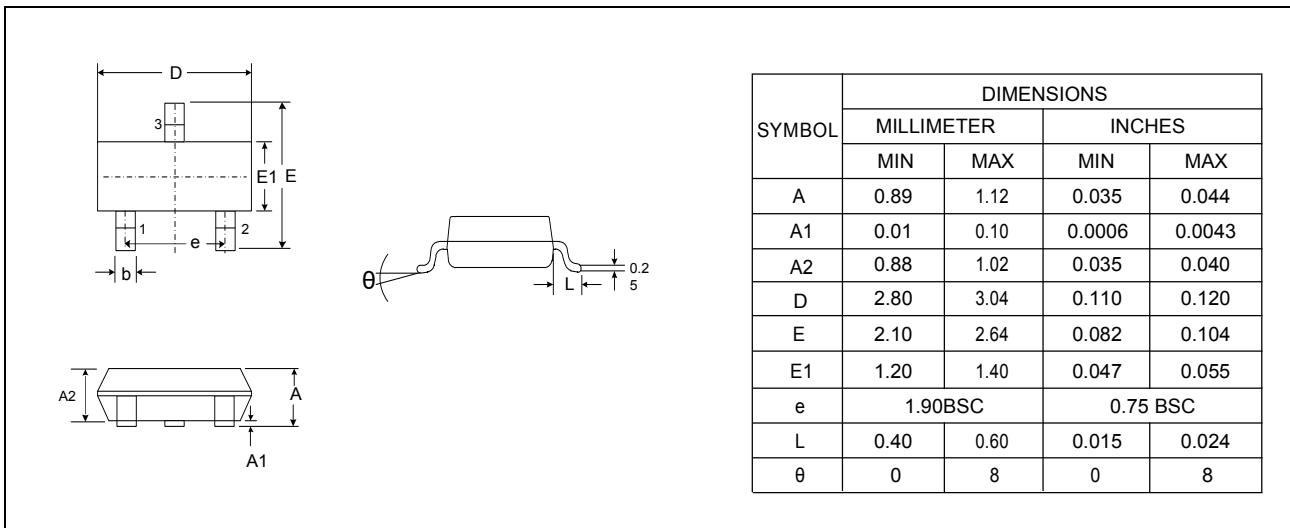 D
3
E1
E
1
2
e
b
θ
L
0.2
5
A2
A
A1
DIMENSIONS
SYMBOL
MILLIMETER
INCHES
MIN MAX MIN MAX
A 0.89 1.12 0.035 0.044
A1 0.01 0.10 0.0006 0.0043
A2 0.88 1.02 0.035 0.040
D 2.80 3.04 0.110 0.120
E 2.10 2.64 0.082 0.104
E1 1.20 1.40 0.047 0.055
e 1.90BSC 0.75 BSC
L 0.40 0.60 0.015 0.024
θ 0 8 0 8